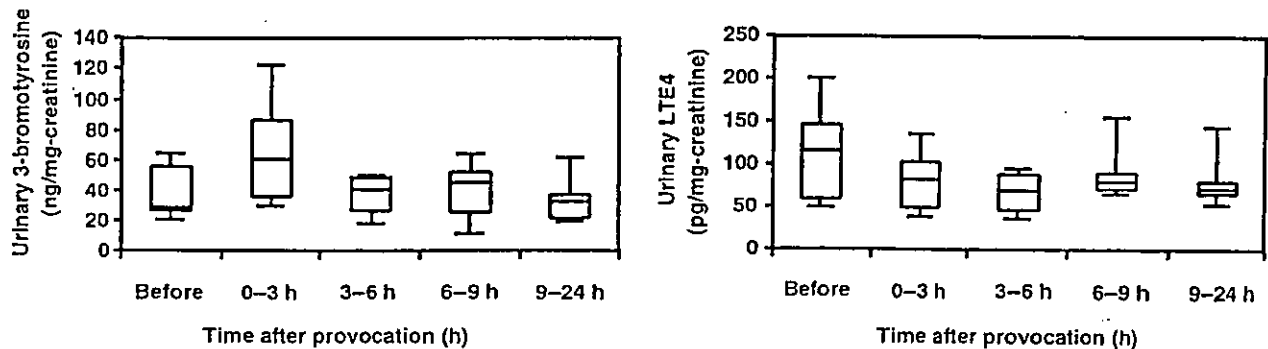 Urinary 3-bromotyrosine
(ng/mg-creatinine)
140
120
100
80
60
40
20
0
Before 0–3 h 3–6 h 6–9 h 9–24 h
Time after provocation (h)
Urinary LTE4
(pg/mg-creatinine)
250
200
150
100
50
0
Before 0–3 h 3–6 h 6–9 h 9–24 h
Time after provocation (h)